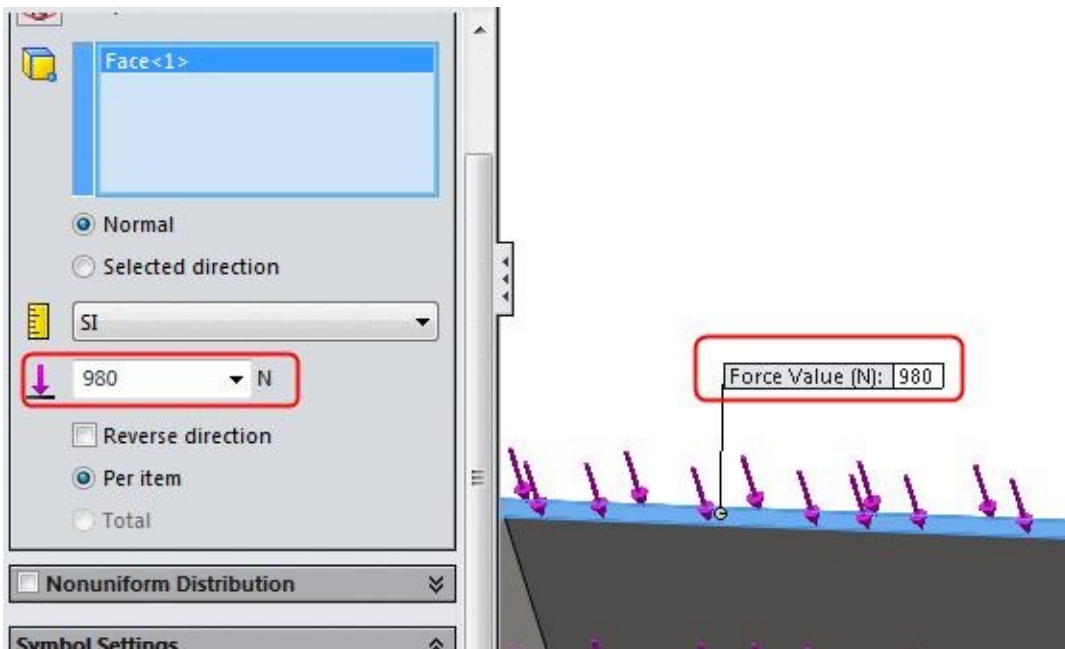 Face<1>
Normal
Selected direction
SI
980 N
Reverse direction
Per item
Total
Nonuniform Distribution
Symbol Settings
Force Value (N): 980